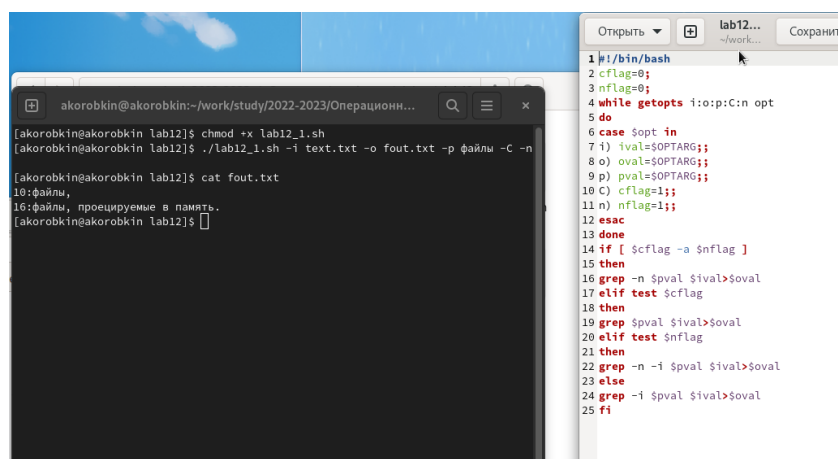 akorobkin@akorobkin:~/work/study/2022-2023/Операционн...
[akorobkin@akorobkin lab12]$ chmod +x lab12_1.sh
[akorobkin@akorobkin lab12]$ ./lab12_1.sh -i text.txt -o fout.txt -p файлы -C -n
[akorobkin@akorobkin lab12]$ cat fout.txt
10:файлы,
16:файлы, проецируемые в память.
[akorobkin@akorobkin lab12]$
Открыть lab12... Сохранит
~/work...
1 #!/bin/bash
2 cflag=0;
3 nflag=0;
4 while getopts i:o:p:C:n opt
5 do
6 case $opt in
7 i) ival=$OPTARG;;
8 o) oval=$OPTARG;;
9 p) pval=$OPTARG;;
10 C) cflag=1;;
11 n) nflag=1;;
12 esac
13 done
14 if [ $cflag -a $nflag ]
15 then
16 grep -n $pval $ival>$oval
17 elif test $cflag
18 then
19 grep $pval $ival>$oval
20 elif test $nflag
21 then
22 grep -n -i $pval $ival>$oval
23 else
24 grep -i $pval $ival>$oval
25 fi